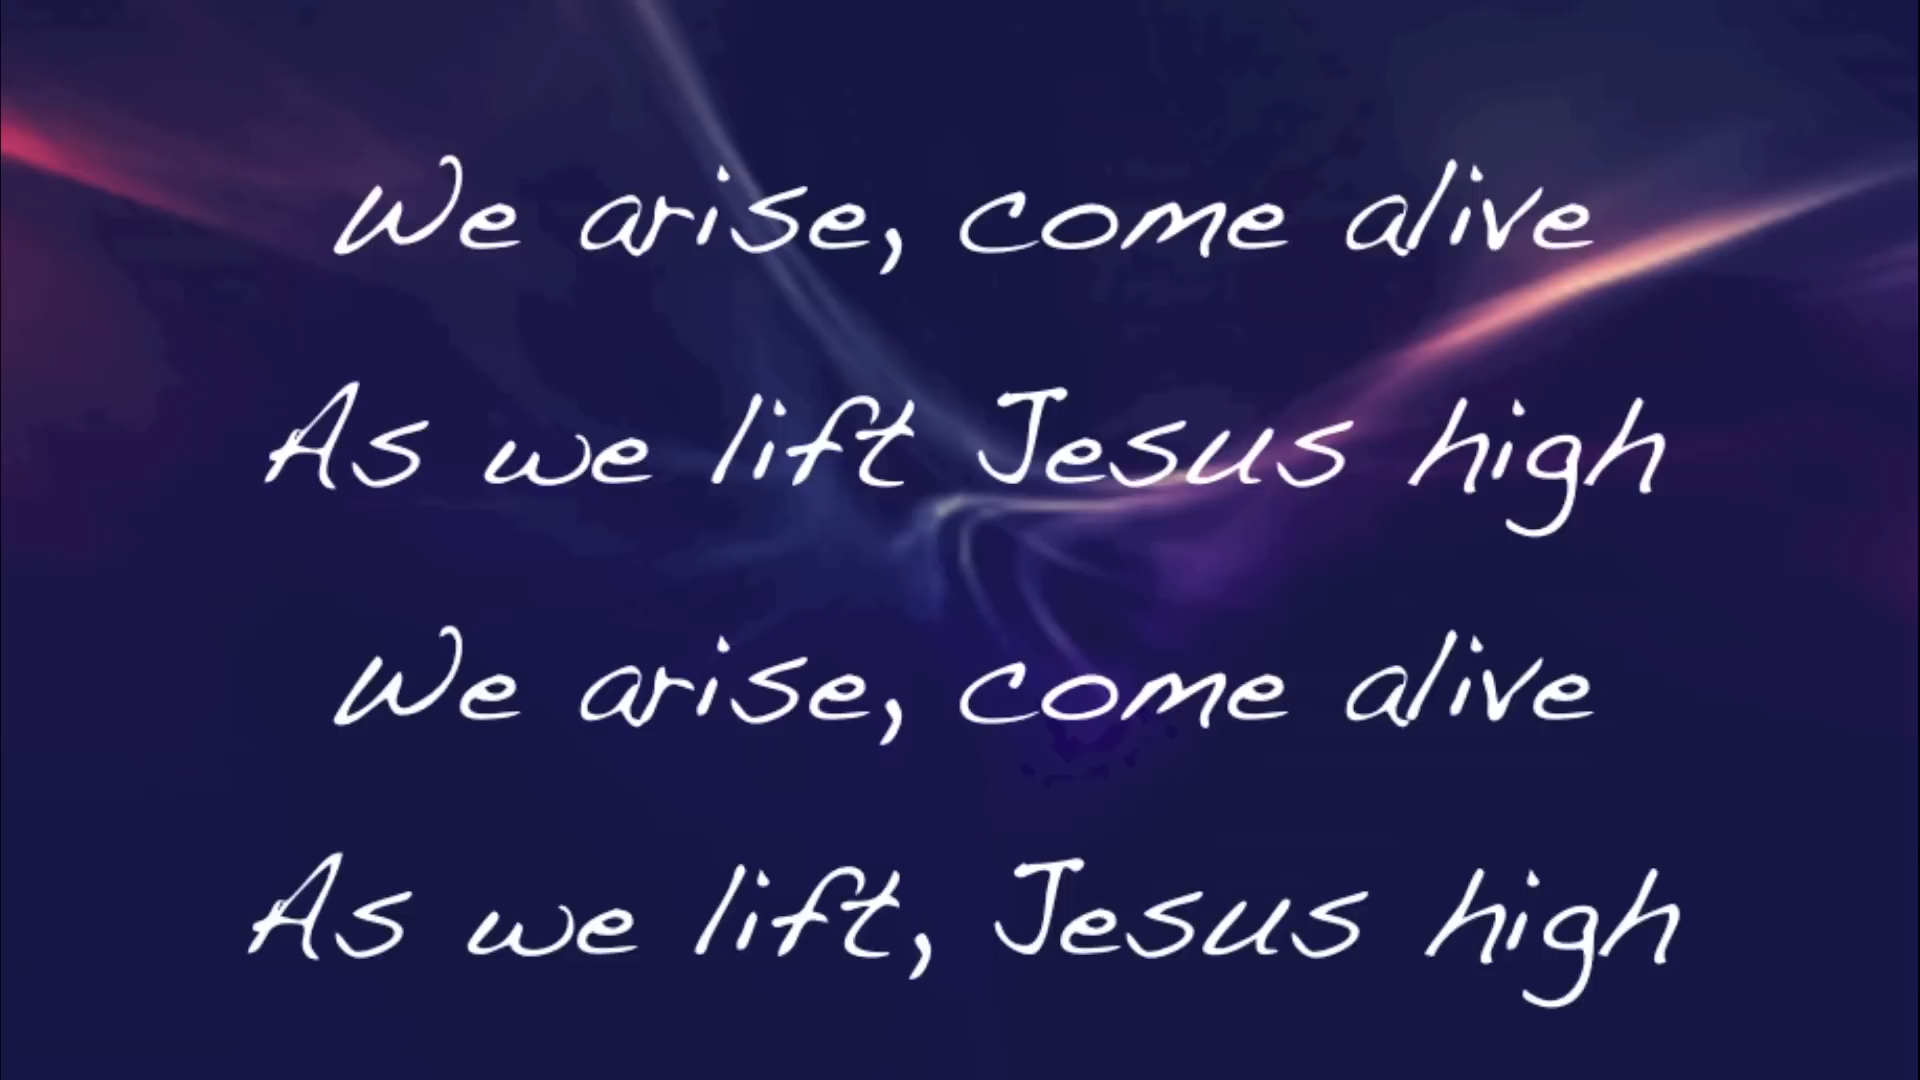 We arise, come alive
As we lift Jesus high
We arise, come alive
As we lift, Jesus high